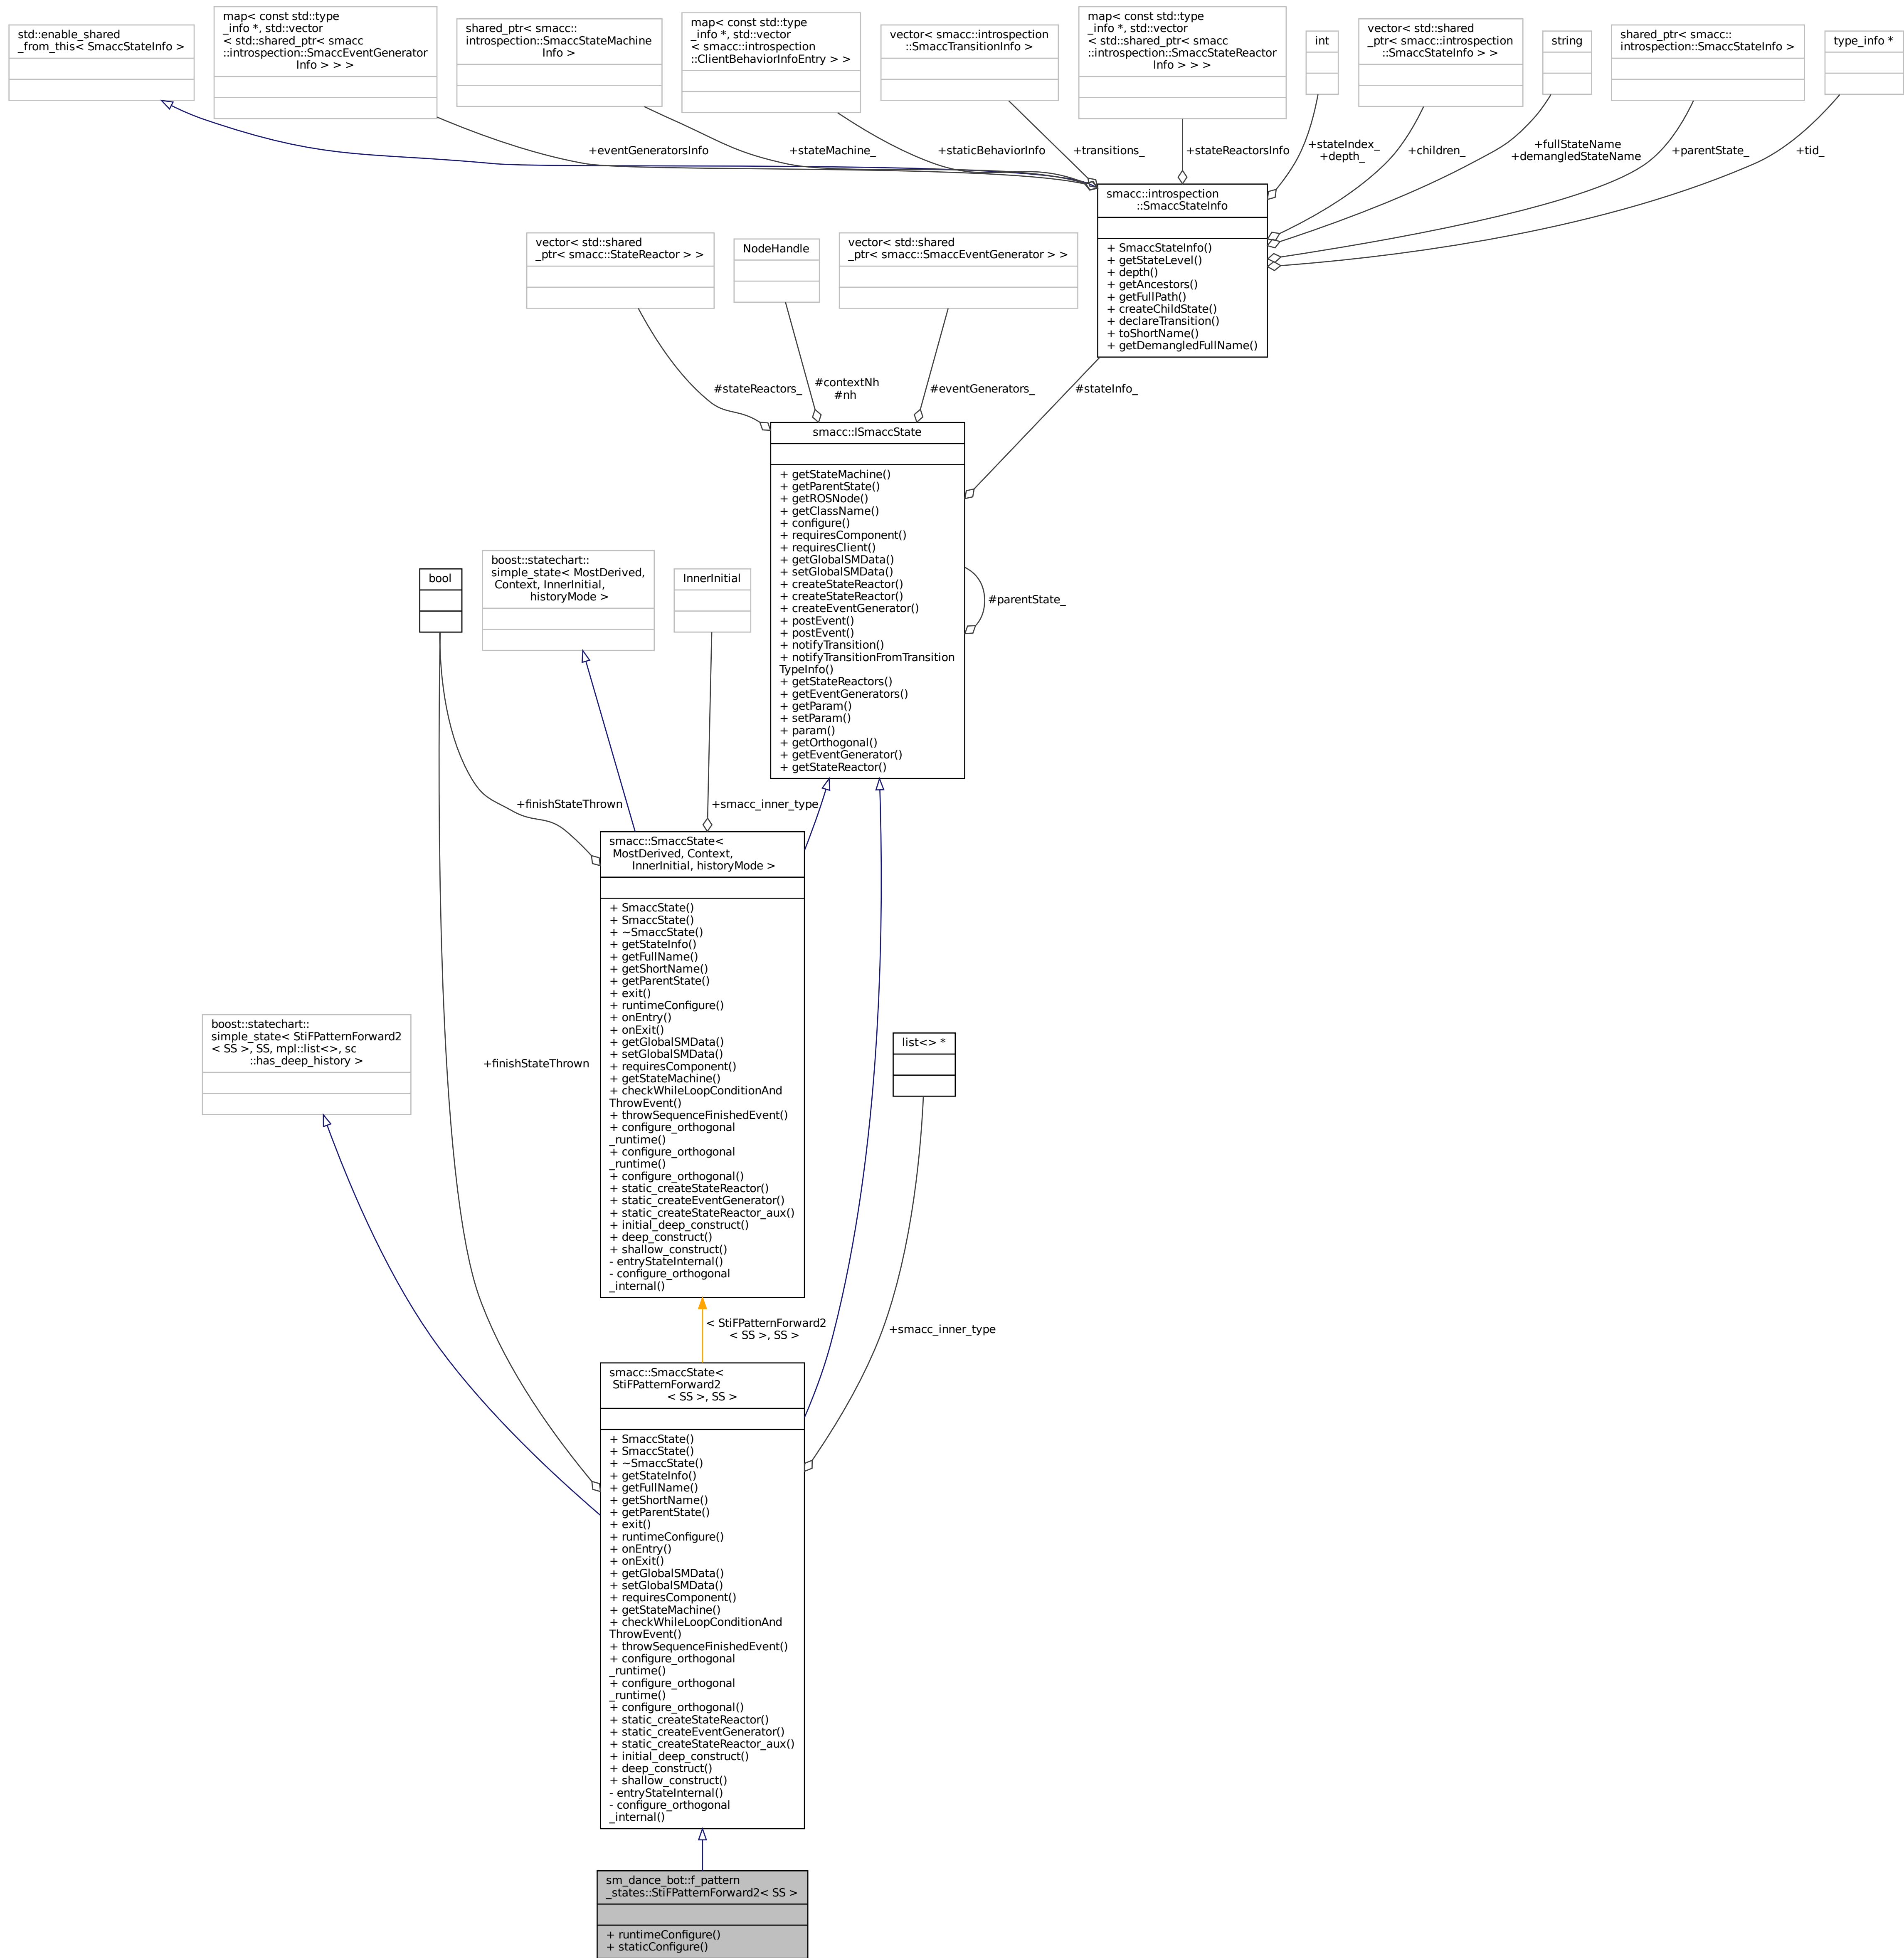 std::enable_shared
_from_this< SmaccStateInfo >
map< const std::type
_info *, std::vector
< std::shared_ptr< smacc
::introspection::SmaccEventGenerator
Info > > >
shared_ptr< smacc::
introspection::SmaccStateMachine
Info >
map< const std::type
_info *, std::vector
< smacc::introspection
::ClientBehaviorInfoEntry > >
vector< smacc::introspection
::SmaccTransitionInfo >
map< const std::type
_info *, std::vector
< std::shared_ptr< smacc
::introspection::SmaccStateReactor
Info > > >
int
vector< std::shared
_ptr< smacc::introspection
::SmaccStateInfo > >
string
shared_ptr< smacc::
introspection::SmaccStateInfo >
type_info *
+eventGeneratorsInfo
+stateMachine_
+staticBehaviorInfo
+transitions_
+stateReactorsInfo
+stateIndex_
+depth_
+children_
+fullStateName
+demangledStateName
+parentState_
+tid_
smacc::introspection
::SmaccStateInfo
+ SmaccStateInfo()
+ getStateLevel()
+ depth()
+ getAncestors()
+ getFullPath()
+ createChildState()
+ declareTransition()
+ toShortName()
+ getDemangledFullName()
vector< std::shared
_ptr< smacc::StateReactor > >
NodeHandle
vector< std::shared
_ptr< smacc::SmaccEventGenerator > >
#stateReactors_
#contextNh
#nh
#eventGenerators_
#stateInfo_
smacc::ISmaccState
+ getStateMachine()
+ getParentState()
+ getROSNode()
+ getClassName()
+ configure()
+ requiresComponent()
+ requiresClient()
+ getGlobalSMData()
+ setGlobalSMData()
+ createStateReactor()
+ createStateReactor()
+ createEventGenerator()
+ postEvent()
+ postEvent()
+ notifyTransition()
+ notifyTransitionFromTransition
TypeInfo()
+ getStateReactors()
+ getEventGenerators()
+ getParam()
+ setParam()
+ param()
+ getOrthogonal()
+ getEventGenerator()
+ getStateReactor()
#parentState_
bool
boost::statechart::
simple_state< MostDerived,
Context, InnerInitial,
historyMode >
InnerInitial
+finishStateThrown
+smacc_inner_type
smacc::SmaccState<
MostDerived, Context,
InnerInitial, historyMode >
+ SmaccState()
+ SmaccState()
+ ~SmaccState()
+ getStateInfo()
+ getFullName()
+ getShortName()
+ getParentState()
+ exit()
+ runtimeConfigure()
+ onEntry()
+ onExit()
+ getGlobalSMData()
+ setGlobalSMData()
+ requiresComponent()
+ getStateMachine()
+ checkWhileLoopConditionAnd
ThrowEvent()
+ throwSequenceFinishedEvent()
+ configure_orthogonal
_runtime()
+ configure_orthogonal
_runtime()
+ configure_orthogonal()
+ static_createStateReactor()
+ static_createEventGenerator()
+ static_createStateReactor_aux()
+ initial_deep_construct()
+ deep_construct()
+ shallow_construct()
- entryStateInternal()
- configure_orthogonal
_internal()
boost::statechart::
simple_state< StiFPatternForward2
< SS >, SS, mpl::list<>, sc
::has_deep_history >
+finishStateThrown
list<> *
< StiFPatternForward2
< SS >, SS >
+smacc_inner_type
smacc::SmaccState<
StiFPatternForward2
< SS >, SS >
+ SmaccState()
+ SmaccState()
+ ~SmaccState()
+ getStateInfo()
+ getFullName()
+ getShortName()
+ getParentState()
+ exit()
+ runtimeConfigure()
+ onEntry()
+ onExit()
+ getGlobalSMData()
+ setGlobalSMData()
+ requiresComponent()
+ getStateMachine()
+ checkWhileLoopConditionAnd
ThrowEvent()
+ throwSequenceFinishedEvent()
+ configure_orthogonal
_runtime()
+ configure_orthogonal
_runtime()
+ configure_orthogonal()
+ static_createStateReactor()
+ static_createEventGenerator()
+ static_createStateReactor_aux()
+ initial_deep_construct()
+ deep_construct()
+ shallow_construct()
- entryStateInternal()
- configure_orthogonal
_internal()
sm_dance_bot::f_pattern
_states::StiFPatternForward2< SS >
+ runtimeConfigure()
+ staticConfigure()